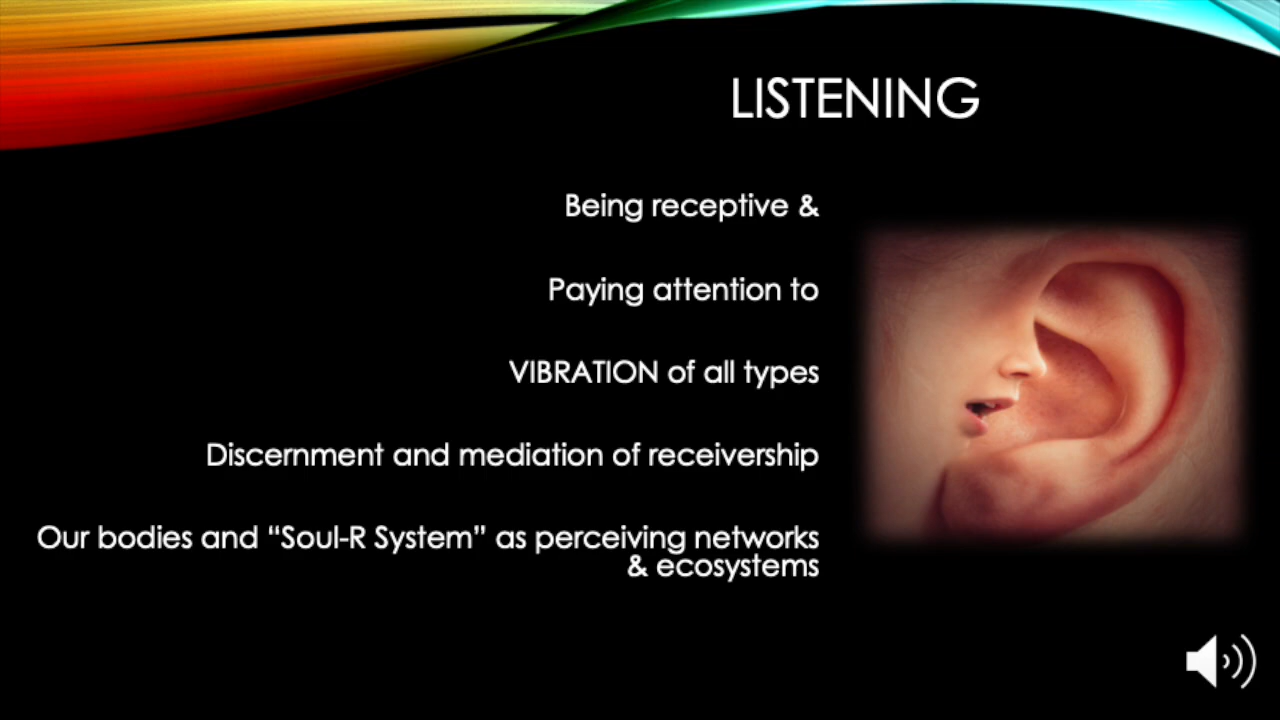 LISTENING
Being receptive &
Paying attention to
VIBRATION of all types
Discernment and mediation of receivership
Our bodies and “Soul-R System” as perceiving networks
& ecosystems